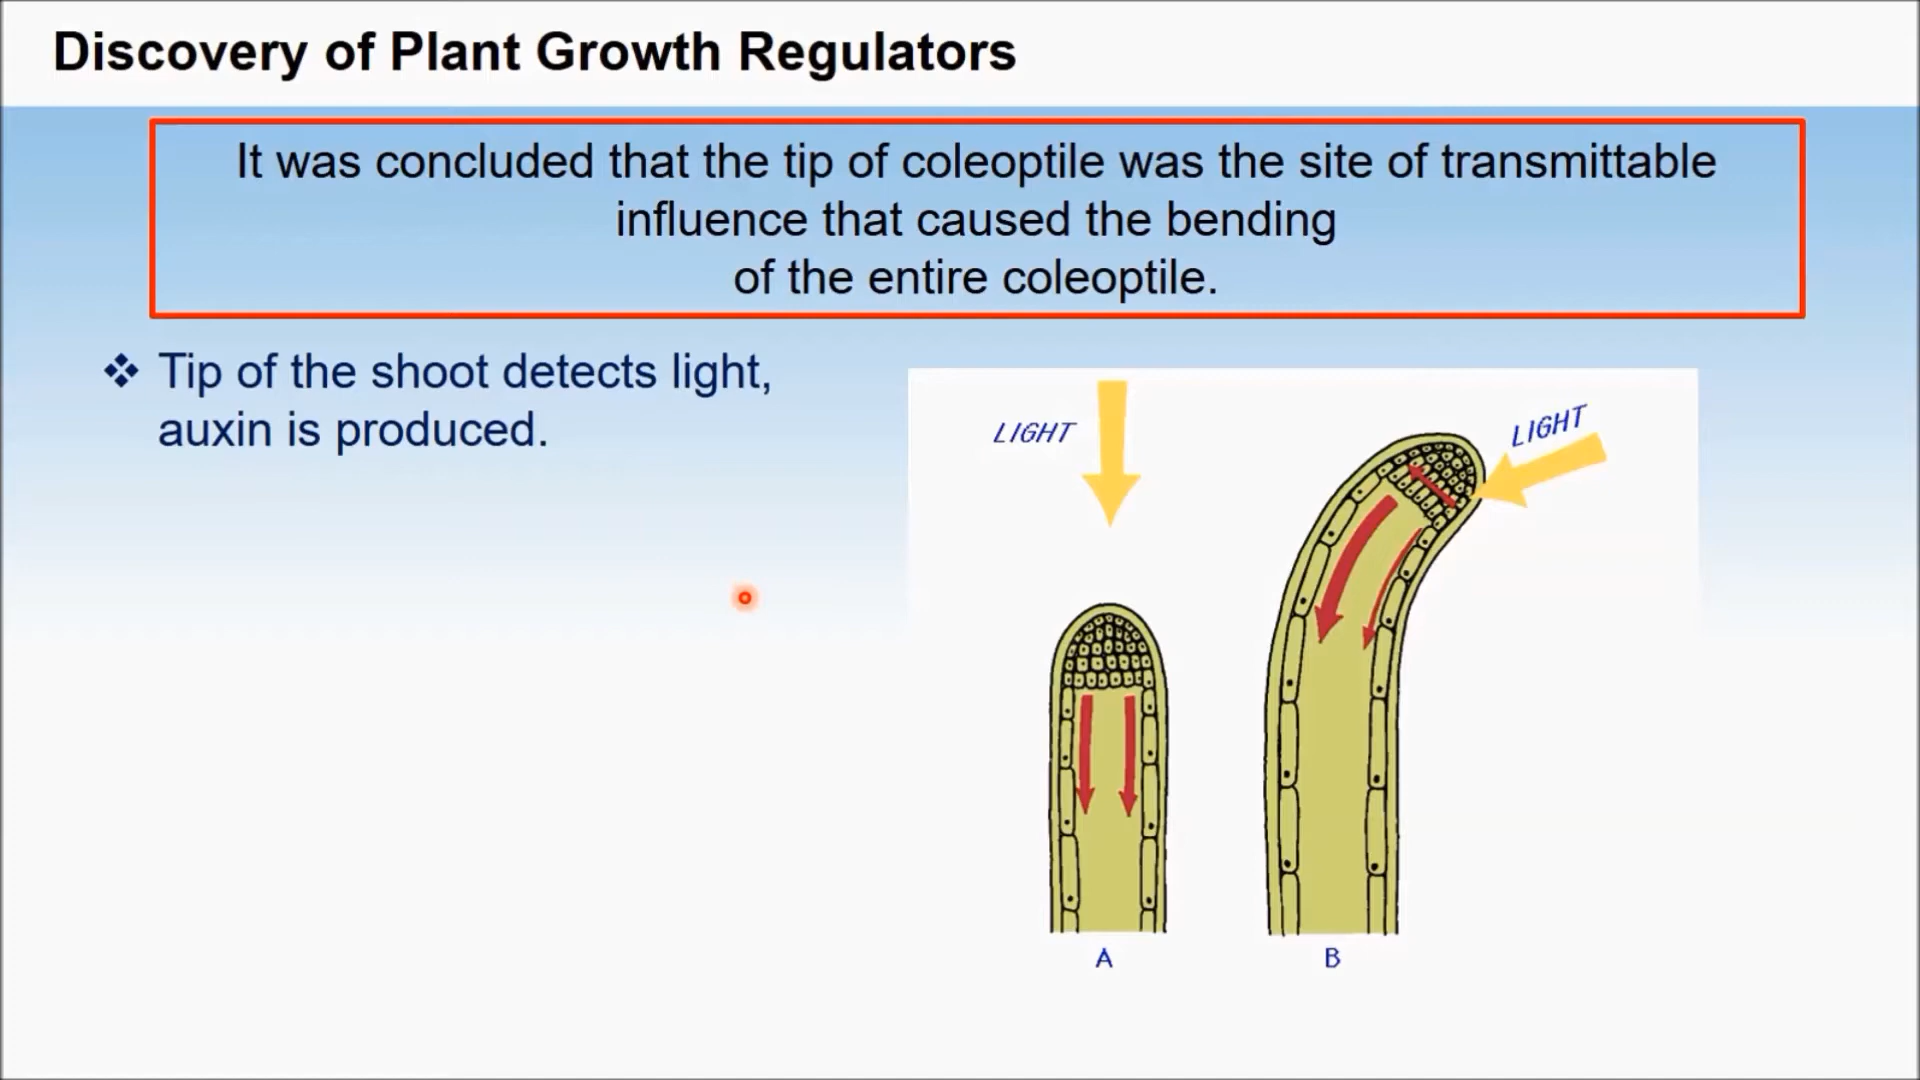 Discovery of Plant Growth Regulators
It was concluded that the tip of coleoptile was the site of transmittable
influence that caused the bending
of the entire coleoptile.
Tip of the shoot detects light,
auxin is produced.
LIGHT
LIGHT
A
B